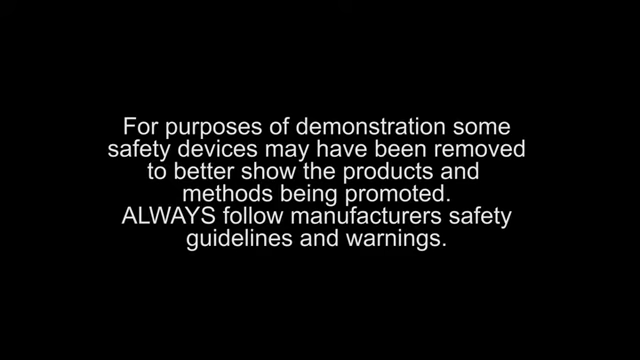 For purposes of demonstration some
safety devices may have been removed
to better show the products and
methods being promoted.
ALWAYS follow manufacturers safety
guidelines and warnings.